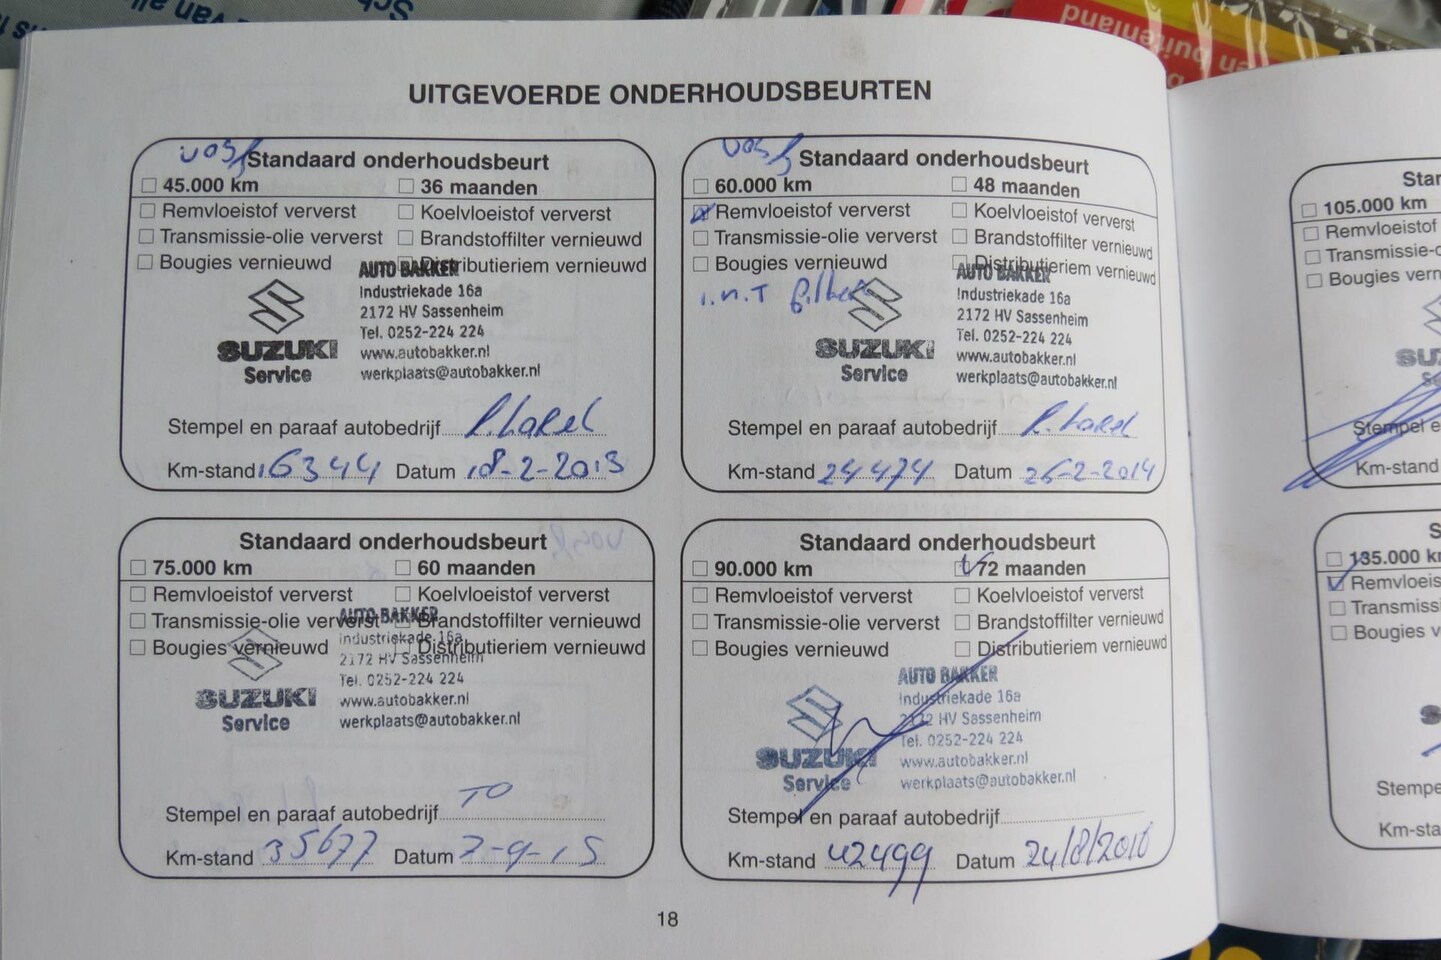 en buitenland
UITGEVOERDE ONDERHOUDSBEURTEN
Standaard onderhoudsbeurt
45.000 km 36 maanden
Remvloeistof ververst Koelvloeistof ververst
Transmissie-olie ververst Brandstoffilter vernieuwd
Bougies vernieuwd Distributieriem vernieuwd
AUTO BAKKER
Industriekade 16a
2172 HV Sassenheim
Tel. 0252-224 224
www.autobakker.nl
werkplaats@autobakker.nl
SUZUKI
Service
Stempel en paraaf autobedrijf
Km-stand 16344 Datum 18-2-2013
Standaard onderhoudsbeurt
60.000 km 48 maanden
Remvloeistof ververst Koelvloeistof ververst
Transmissie-olie ververst Brandstoffilter vernieuwd
Bougies vernieuwd Distributieriem vernieuwd
AUTO BAKKER
Industriekade 16a
2172 HV Sassenheim
Tel. 0252-224 224
www.autobakker.nl
werkplaats@autobakker.nl
SUZUKI
Service
Stempel en paraaf autobedrijf
Km-stand 24474 Datum 26-2-2014
Standaard onderhoudsbeurt
75.000 km 60 maanden
Remvloeistof ververst Koelvloeistof ververst
Transmissie-olie ververst Brandstoffilter vernieuwd
Bougies vernieuwd Distributieriem vernieuwd
AUTO BAKKER
Industriekade 16a
2172 HV Sassenheim
Tel. 0252-224 224
www.autobakker.nl
werkplaats@autobakker.nl
SUZUKI
Service
Stempel en paraaf autobedrijf TO
Km-stand 35677 Datum 7-9-15
Standaard onderhoudsbeurt
90.000 km 72 maanden
Remvloeistof ververst Koelvloeistof ververst
Transmissie-olie ververst Brandstoffilter vernieuwd
Bougies vernieuwd Distributieriem vernieuwd
AUTO BAKKER
Industriekade 16a
2172 HV Sassenheim
Tel. 0252-224 224
www.autobakker.nl
werkplaats@autobakker.nl
SUZUKI
Service
Stempel en paraaf autobedrijf
Km-stand 42499 Datum 24/8/2016
18
105.000 km
Remvloeistof
Transmissie-o
Bougies vern
Stempel e
Km-stand
135.000 k
Remvloeis
Transmissi
Bougies v
Stempe
Km-sta